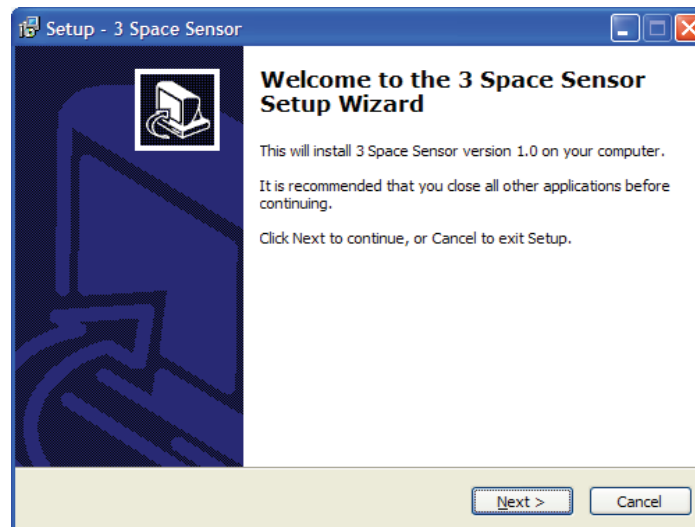 Setup - 3 Space Sensor
Welcome to the 3 Space Sensor
Setup Wizard
This will install 3 Space Sensor version 1.0 on your computer.
It is recommended that you close all other applications before
continuing.
Click Next to continue, or Cancel to exit Setup.
Next >
Cancel